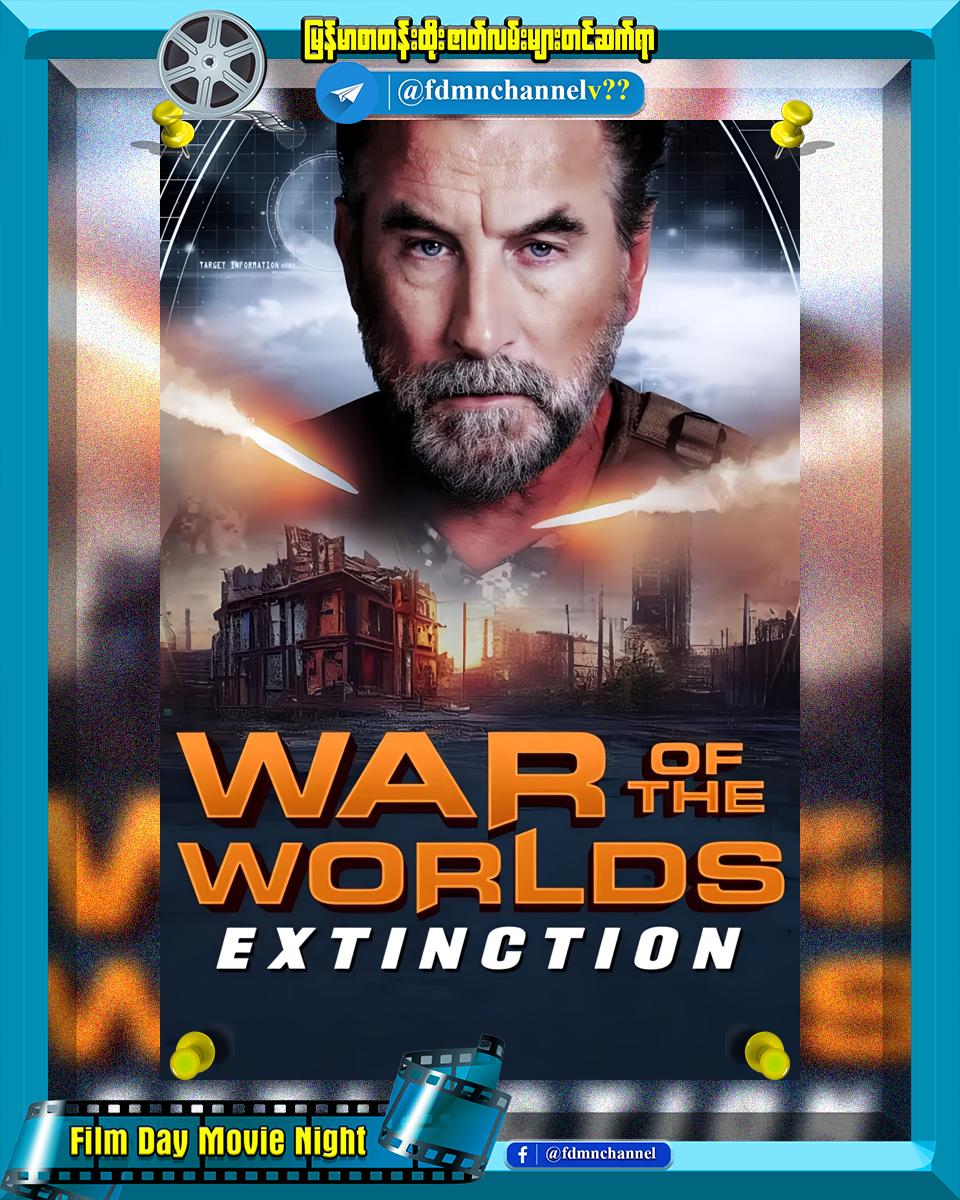 မြန်မာစာတန်းထိုးဇာတ်လမ်းများတင်ဆက်ရာ
@fdmnchannelv??
TARGET INFORMATION
WAR OF THE
WORLDS
EXTINCTION
Film Day Movie Night
f @fdmnchannel